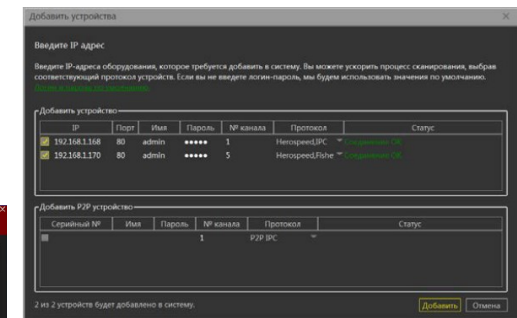 Добавить устройства
Введите IP адрес
Введите IP-адреса оборудования, которое требуется добавить в систему. Вы можете ускорить процесс сканирования, выбрав
соответствующий протокол устройств. Если вы не введете логин-пароль, мы будем использовать значения по умолчанию.
Добавить устройство
IP Порт Имя Пароль № канала Протокол Статус
192.168.1.168 80 admin ●●●●● 1 Herospeed,IPC Соединение ОК
192.168.1.170 80 admin ●●●●● 5 Herospeed,Fishe Соединение ОК
Добавить P2P устройство
Серийный № Имя Пароль № канала Протокол Статус
1 P2P IPC
2 из 2 устройств будет добавлено в систему.
Добавить Отмена